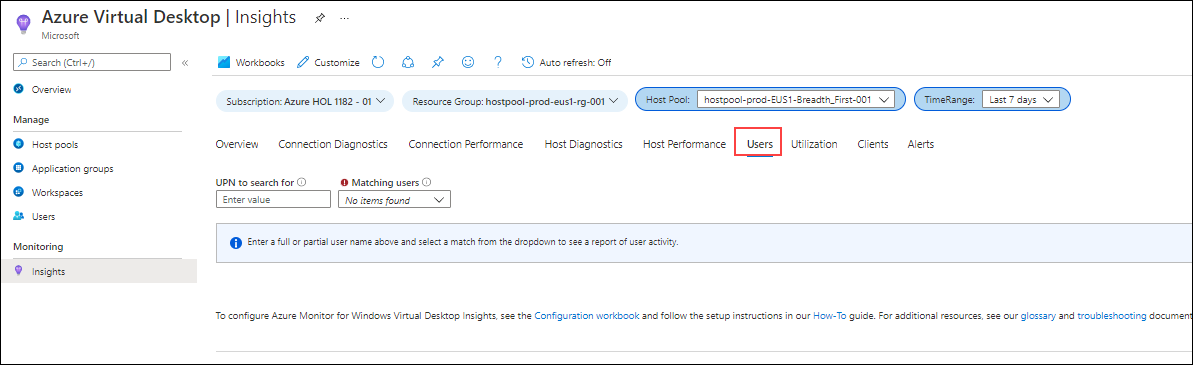 Azure Virtual Desktop | Insights
Microsoft
Search (Ctrl+/)
Overview
Manage
Host pools
Application groups
Workspaces
Users
Monitoring
Insights
Workbooks Customize ? Auto refresh: Off
Subscription: Azure HOL 1182 - 01 Resource Group: hostpool-prod-eus1-rg-001 Host Pool: hostpool-prod-EUS1-Breadth_First-001 TimeRange: Last 7 days
Overview Connection Diagnostics Connection Performance Host Diagnostics Host Performance Users Utilization Clients Alerts
UPN to search for Matching users
Enter value No items found
Enter a full or partial user name above and select a match from the dropdown to see a report of user activity.
To configure Azure Monitor for Windows Virtual Desktop Insights, see the Configuration workbook and follow the setup instructions in our How-To guide. For additional resources, see our glossary and troubleshooting document